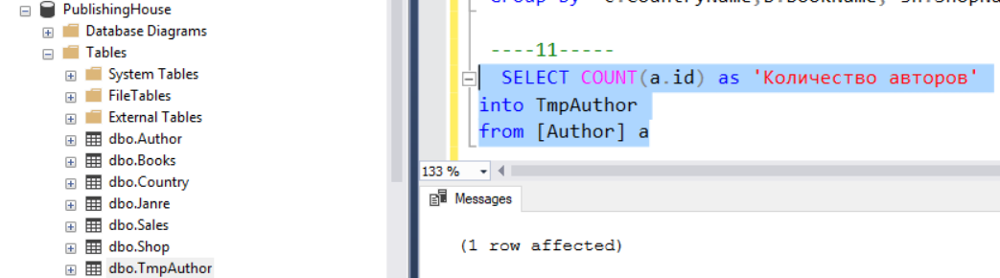 PublishingHouse
Database Diagrams
Tables
System Tables
FileTables
External Tables
dbo.Author
dbo.Books
dbo.Country
dbo.Janre
dbo.Sales
dbo.Shop
dbo.TmpAuthor
----11-----
SELECT COUNT(a.id) as 'Количество авторов'
into TmpAuthor
from [Author] a
133 %
Messages
(1 row affected)